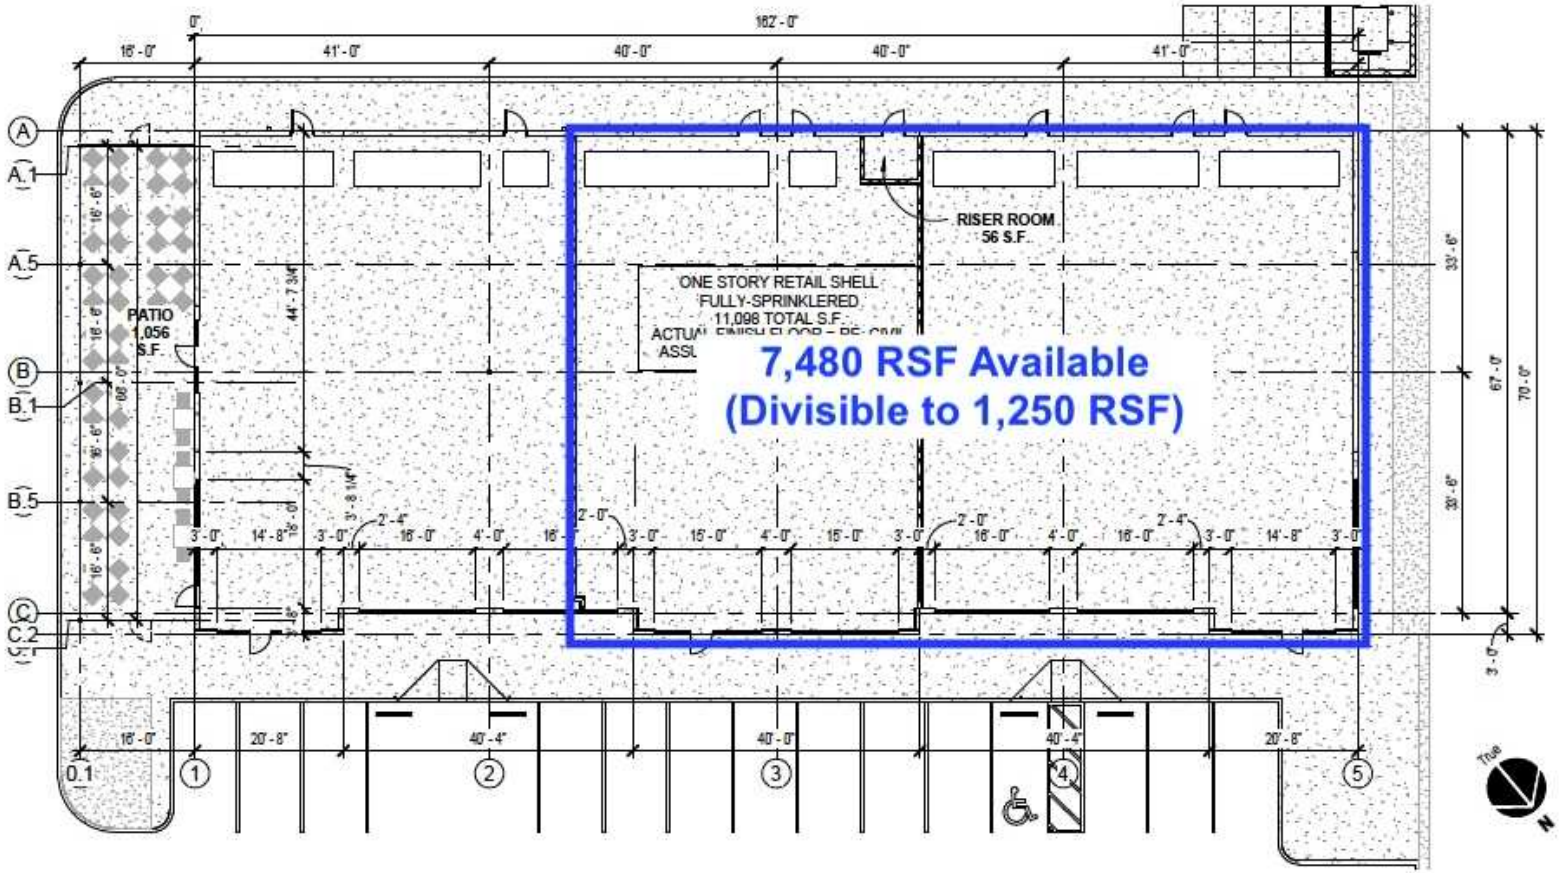 0"
162' - 0"
16' - 0"
41' - 0"
40' - 0"
40' - 0"
41' - 0"
A
A.1
A.5
B
B.1
B.5
C
C.2
16' - 6"
16' - 6"
16' - 6"
16' - 6"
66' - 0"
PATIO
1,056
S.F.
44' - 7 3/4"
3' - 8 1/4"
18' - 0"
RISER ROOM
56 S.F.
ONE STORY RETAIL SHELL
FULLY-SPRINKLERED
11,098 TOTAL S.F.
7,480 RSF Available
(Divisible to 1,250 RSF)
33' - 6"
33' - 6"
67' - 0"
70' - 0"
3' - 0"
2' - 4"
2' - 0"
2' - 0"
2' - 4"
3' - 0"
14' - 8"
3' - 0"
16' - 0"
4' - 0"
3' - 0"
15' - 0"
4' - 0"
15' - 0"
3' - 0"
16' - 0"
4' - 0"
16' - 0"
3' - 0"
14' - 8"
3' - 0"
16' - 0"
20' - 8"
40' - 4"
40' - 0"
40' - 4"
20' - 8"
0.1
1
2
3
4
5
True
N